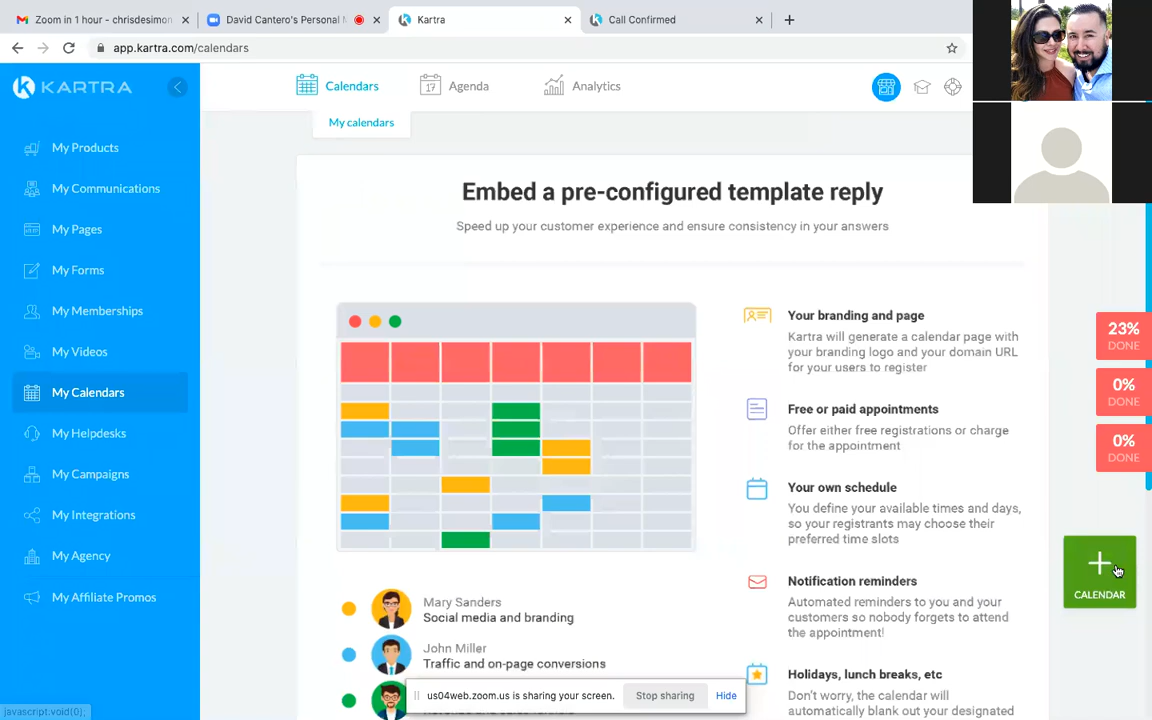 Zoom in 1 hour - chrisdesimon
David Cantero's Personal M
Kartra
Call Confirmed
app.kartra.com/calendars
KARTRA
Calendars
17
Agenda
Analytics
My calendars
My Products
My Communications
My Pages
My Forms
My Memberships
My Videos
My Calendars
My Helpdesks
My Campaigns
My Integrations
My Agency
My Affiliate Promos
Embed a pre-configured template reply
Speed up your customer experience and ensure consistency in your answers
Your branding and page
Kartra will generate a calendar page with
your branding logo and your domain URL
for your users to register
Free or paid appointments
Offer either free registrations or charge
for the appointment
Your own schedule
You define your available times and days,
so your registrants may choose their
preferred time slots
Notification reminders
Automated reminders to you and your
customers so nobody forgets to attend
the appointment!
Holidays, lunch breaks, etc
Don't worry, the calendar will
automatically blank out your designated
Mary Sanders
Social media and branding
John Miller
Traffic and on-page conversions
23%
DONE
0%
DONE
0%
DONE
CALENDAR
us04web.zoom.us is sharing your screen.
Stop sharing
Hide
javascript:void(0);